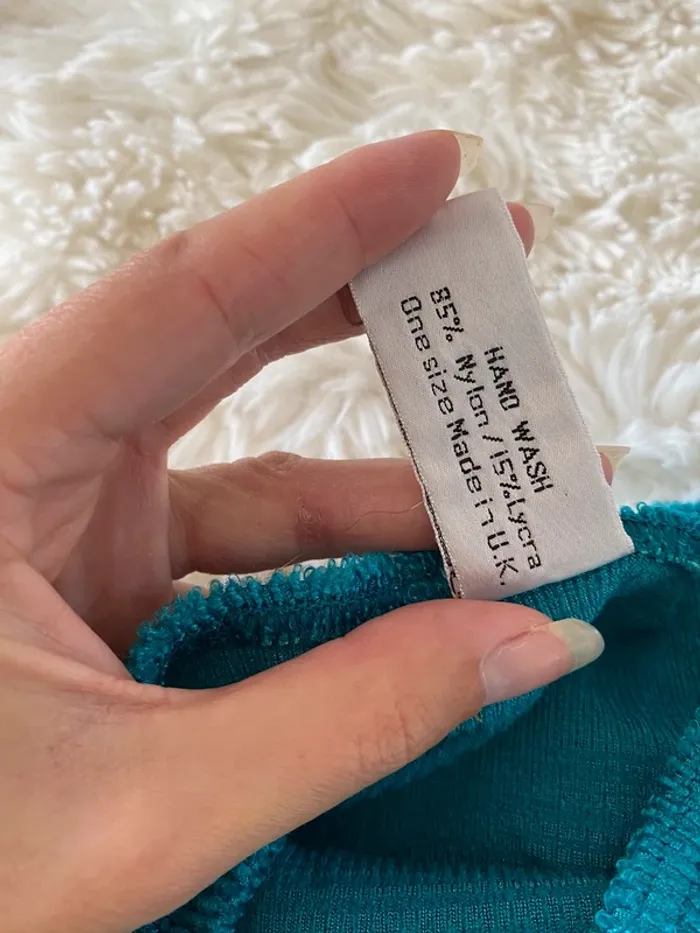 HAND WASH
85% Nylon / 15% Lycra
One size Made in U.K.